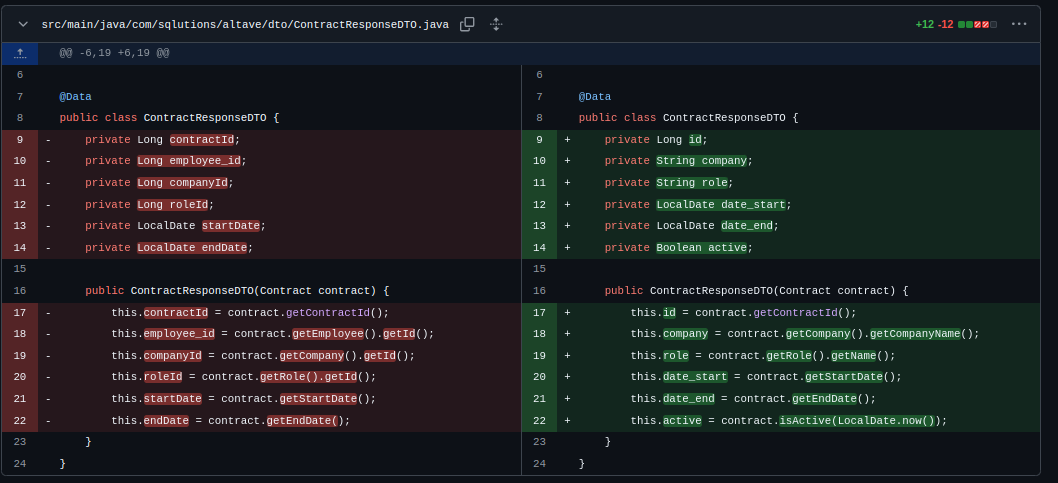 src/main/java/com/sqlutions/altave/dto/ContractResponseDTO.java +12 -12
@@ -6,19 +6,19 @@
6
7 @Data
8 public class ContractResponseDTO {
9 - private Long contractId;
10 - private Long employee_id;
11 - private Long companyId;
12 - private Long roleId;
13 - private LocalDate startDate;
14 - private LocalDate endDate;
15
16 public ContractResponseDTO(Contract contract) {
17 - this.contractId = contract.getContractId();
18 - this.employee_id = contract.getEmployee().getId();
19 - this.companyId = contract.getCompany().getId();
20 - this.roleId = contract.getRole().getId();
21 - this.startDate = contract.getStartDate();
22 - this.endDate = contract.getEndDate();
23 }
24 }
6
7 @Data
8 public class ContractResponseDTO {
9 + private Long id;
10 + private String company;
11 + private String role;
12 + private LocalDate date_start;
13 + private LocalDate date_end;
14 + private Boolean active;
15
16 public ContractResponseDTO(Contract contract) {
17 + this.id = contract.getContractId();
18 + this.company = contract.getCompany().getCompanyName();
19 + this.role = contract.getRole().getName();
20 + this.date_start = contract.getStartDate();
21 + this.date_end = contract.getEndDate();
22 + this.active = contract.isActive(LocalDate.now());
23 }
24 }